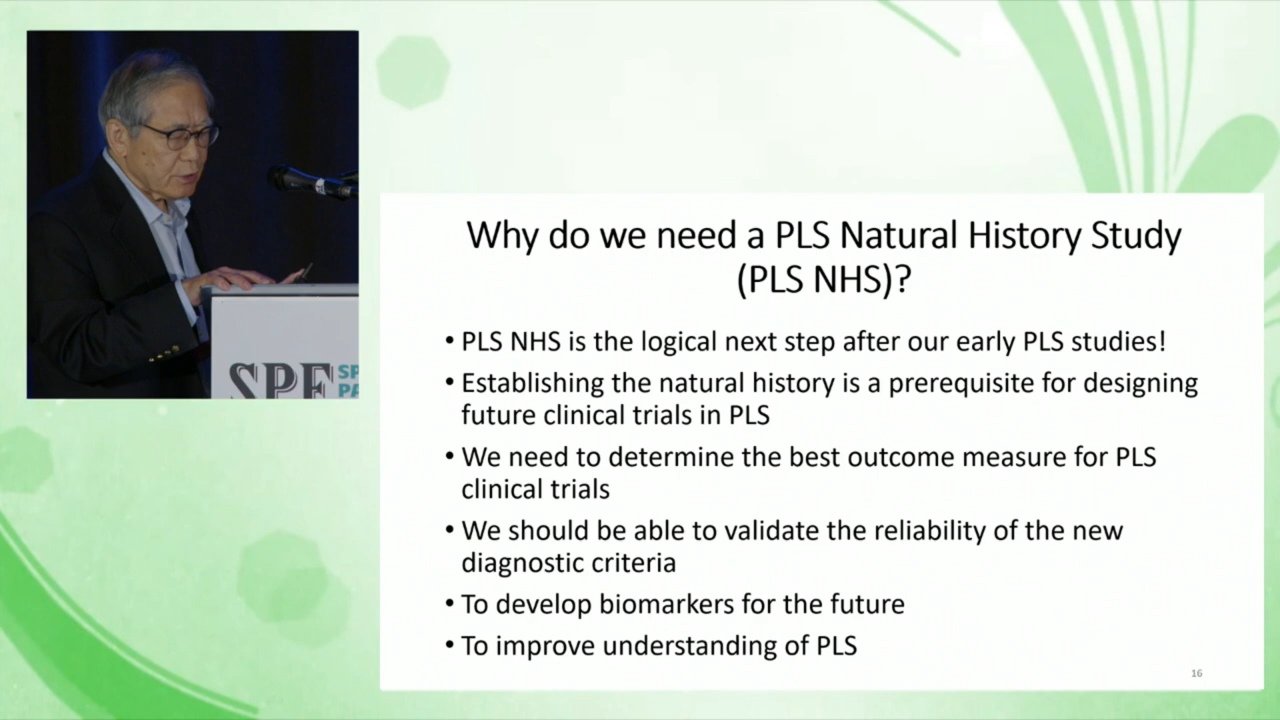 SPF
Why do we need a PLS Natural History Study
(PLS NHS)?
• PLS NHS is the logical next step after our early PLS studies!
• Establishing the natural history is a prerequisite for designing
future clinical trials in PLS
• We need to determine the best outcome measure for PLS
clinical trials
• We should be able to validate the reliability of the new
diagnostic criteria
• To develop biomarkers for the future
• To improve understanding of PLS
16